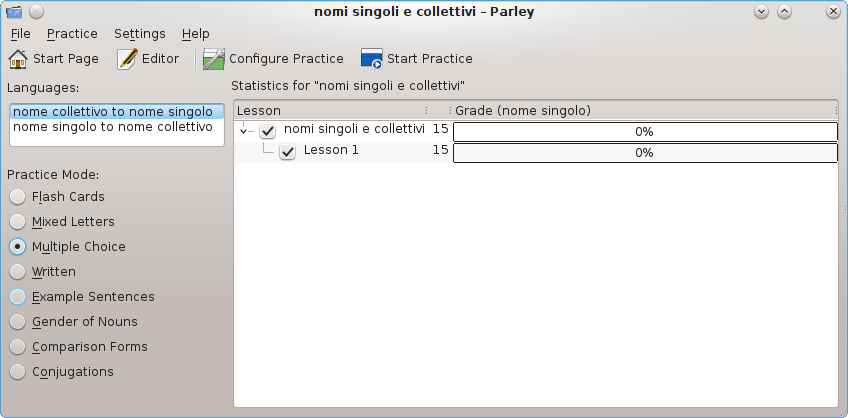 nomi singoli e collettivi – Parley
File Practice Settings Help
Start Page Editor Configure Practice Start Practice
Languages:
nome collettivo to nome singolo
nome singolo to nome collettivo
Practice Mode:
Flash Cards
Mixed Letters
Multiple Choice
Written
Example Sentences
Gender of Nouns
Comparison Forms
Conjugations
Statistics for "nomi singoli e collettivi"
Lesson Grade (nome singolo)
nomi singoli e collettivi 15 0%
Lesson 1 15 0%